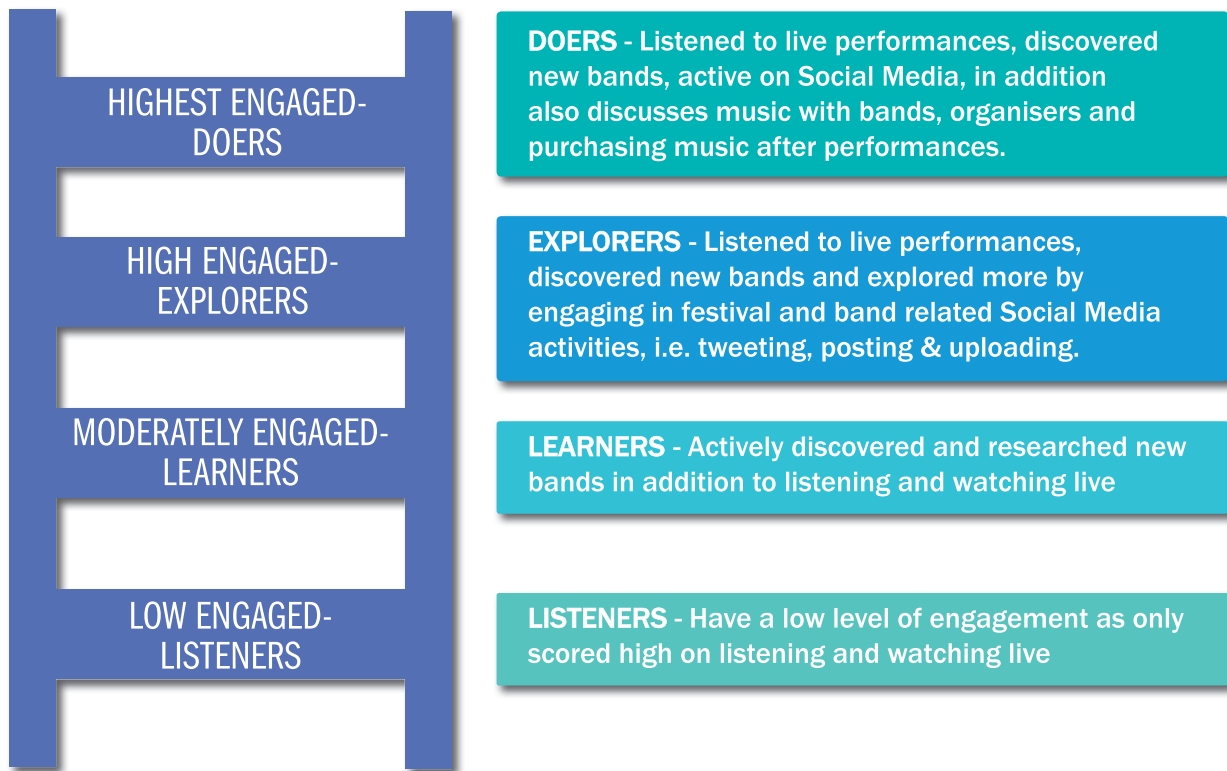 HIGHEST ENGAGED-
DOERS
DOERS - Listened to live performances, discovered
new bands, active on Social Media, in addition
also discusses music with bands, organisers and
purchasing music after performances.
HIGH ENGAGED-
EXPLORERS
EXPLORERS - Listened to live performances,
discovered new bands and explored more by
engaging in festival and band related Social Media
activities, i.e. tweeting, posting & uploading.
MODERATELY ENGAGED-
LEARNERS
LEARNERS - Actively discovered and researched new
bands in addition to listening and watching live
LOW ENGAGED-
LISTENERS
LISTENERS - Have a low level of engagement as only
scored high on listening and watching live